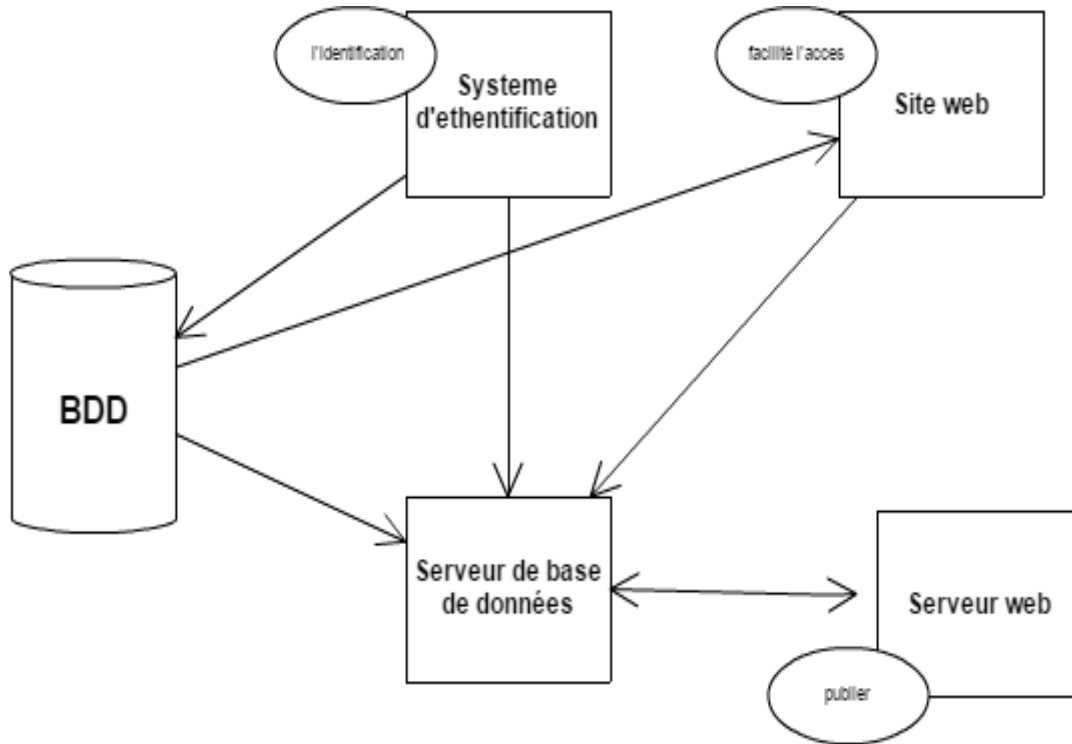 l'identification
Systeme
d'ethentification
facilité l'acces
Site web
BDD
Serveur de base
de données
Serveur web
publier